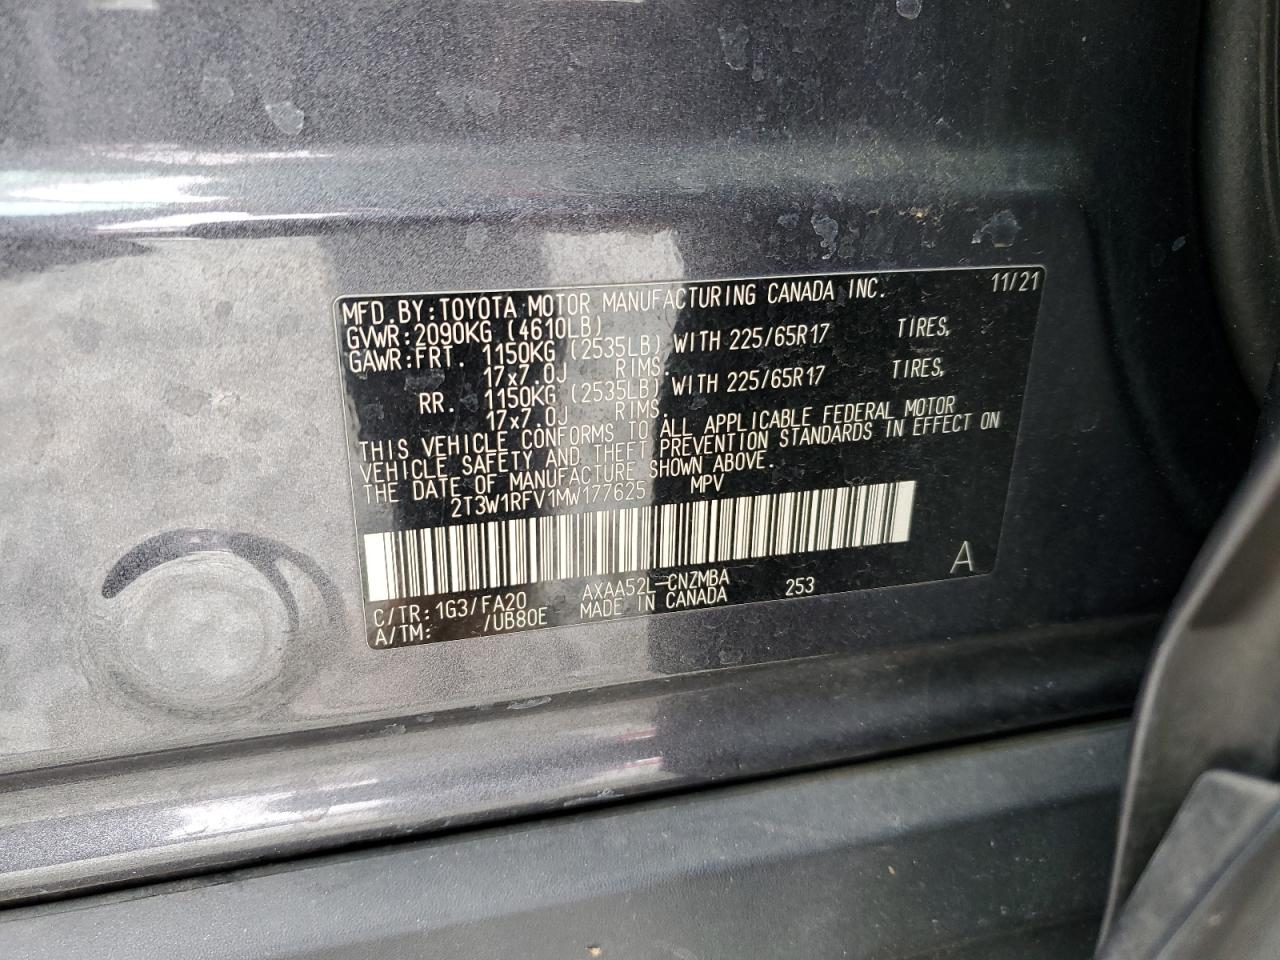 MFD.BY:TOYOTA MOTOR MANUFACTURING CANADA INC. 11/21
GVWR:2090KG (4610LB)
GAWR:FRT. 1150KG (2535LB) WITH 225/65R17 TIRES,
17x7.0J RIMS.
RR. 1150KG (2535LB) WITH 225/65R17 TIRES,
17x7.0J RIMS.
THIS VEHICLE CONFORMS TO ALL APPLICABLE FEDERAL MOTOR
VEHICLE SAFETY AND THEFT PREVENTION STANDARDS IN EFFECT ON
THE DATE OF MANUFACTURE SHOWN ABOVE.
2T3W1RFV1MW177625 MPV
C/TR:1G3/FA20 AXAA52L-CNZMBA 253 A
A/TM: /UB80E MADE IN CANADA